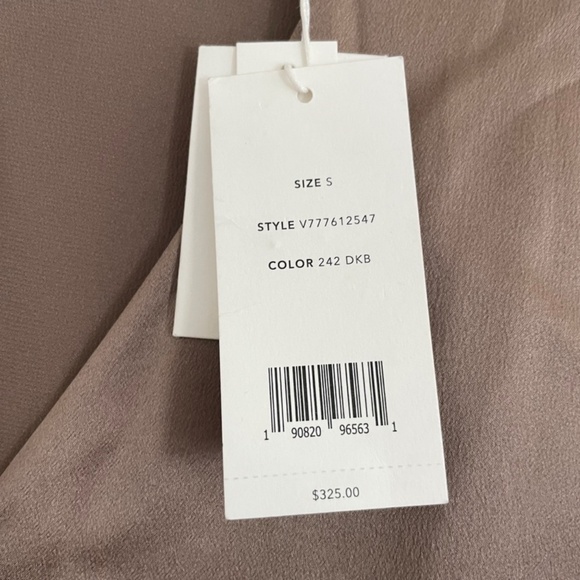 SIZE S
STYLE V777612547
COLOR 242 DKB
1 90820 96563 1
$325.00